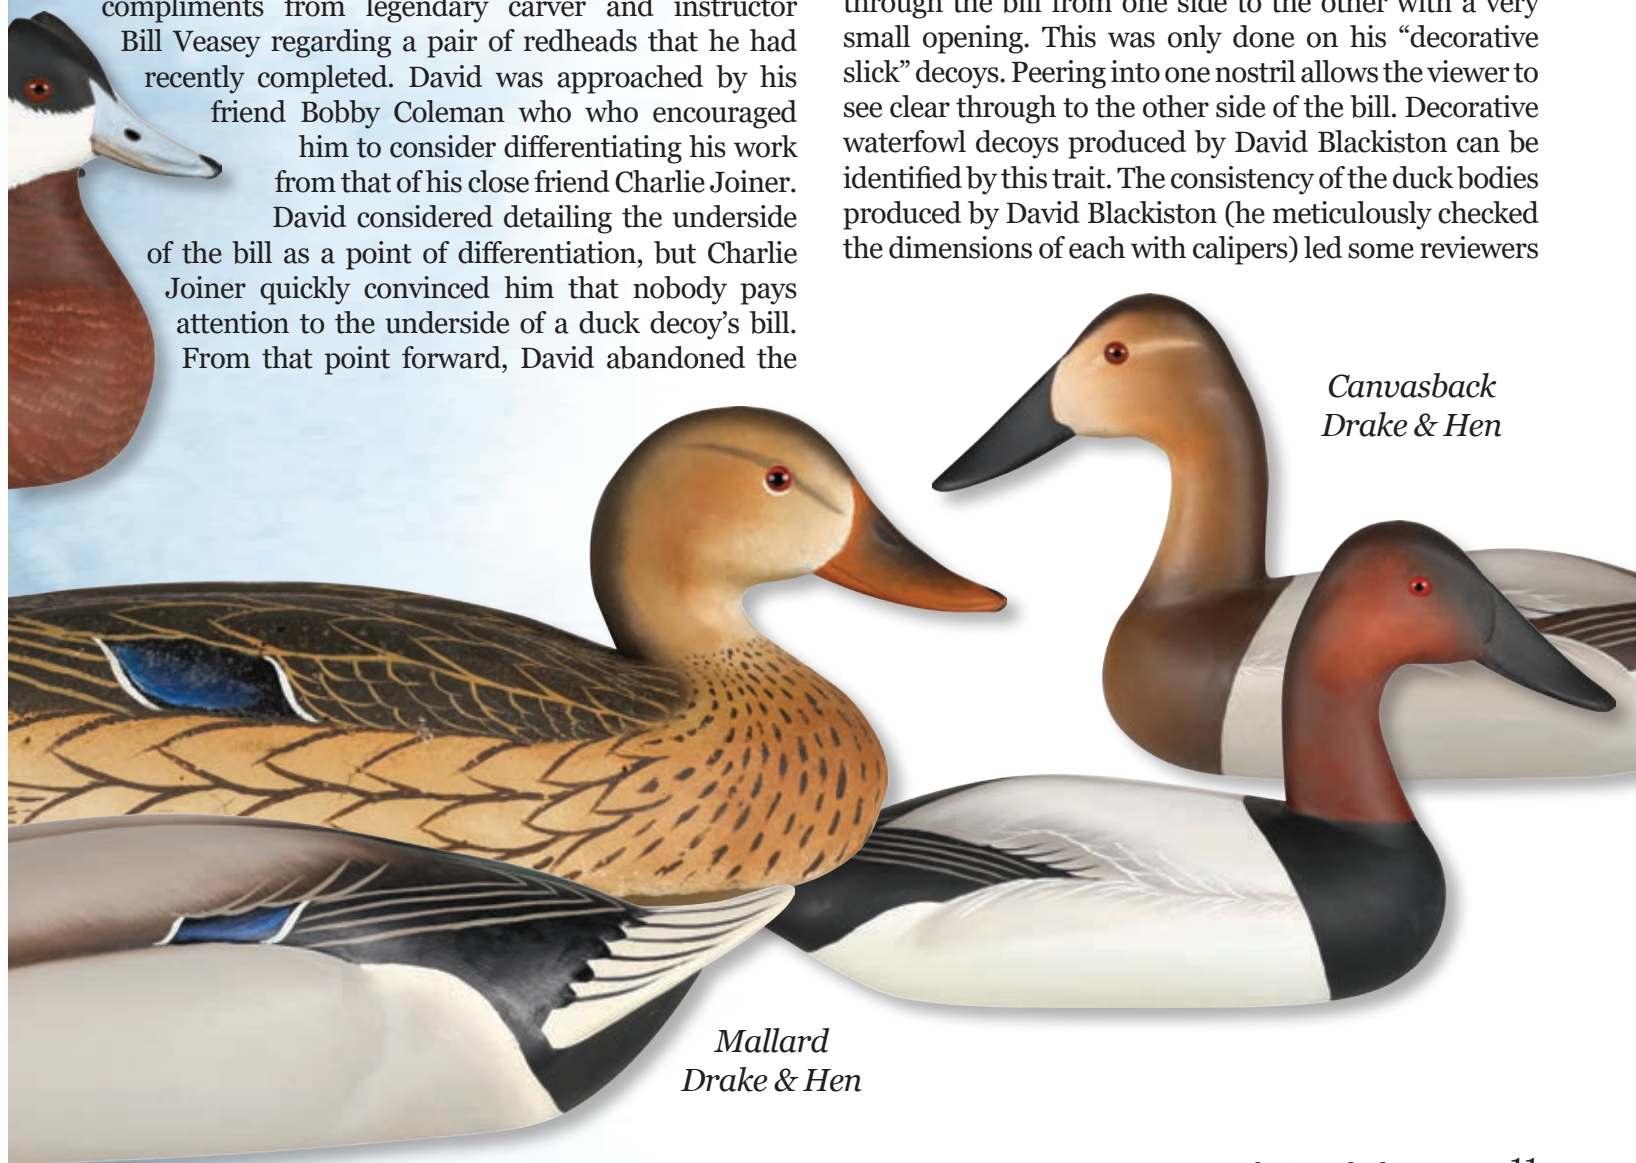 compliments from legendary carver and instructor
Bill Veasey regarding a pair of redheads that he had
recently completed. David was approached by his
friend Bobby Coleman who who encouraged
him to consider differentiating his work
from that of his close friend Charlie Joiner.
David considered detailing the underside
of the bill as a point of differentiation, but Charlie
Joiner quickly convinced him that nobody pays
attention to the underside of a duck decoy’s bill.
From that point forward, David abandoned the
through the bill from one side to the other with a very
small opening. This was only done on his “decorative
slick” decoys. Peering into one nostril allows the viewer to
see clear through to the other side of the bill. Decorative
waterfowl decoys produced by David Blackiston can be
identified by this trait. The consistency of the duck bodies
produced by David Blackiston (he meticulously checked
the dimensions of each with calipers) led some reviewers
Canvasback
Drake & Hen
Mallard
Drake & Hen
11